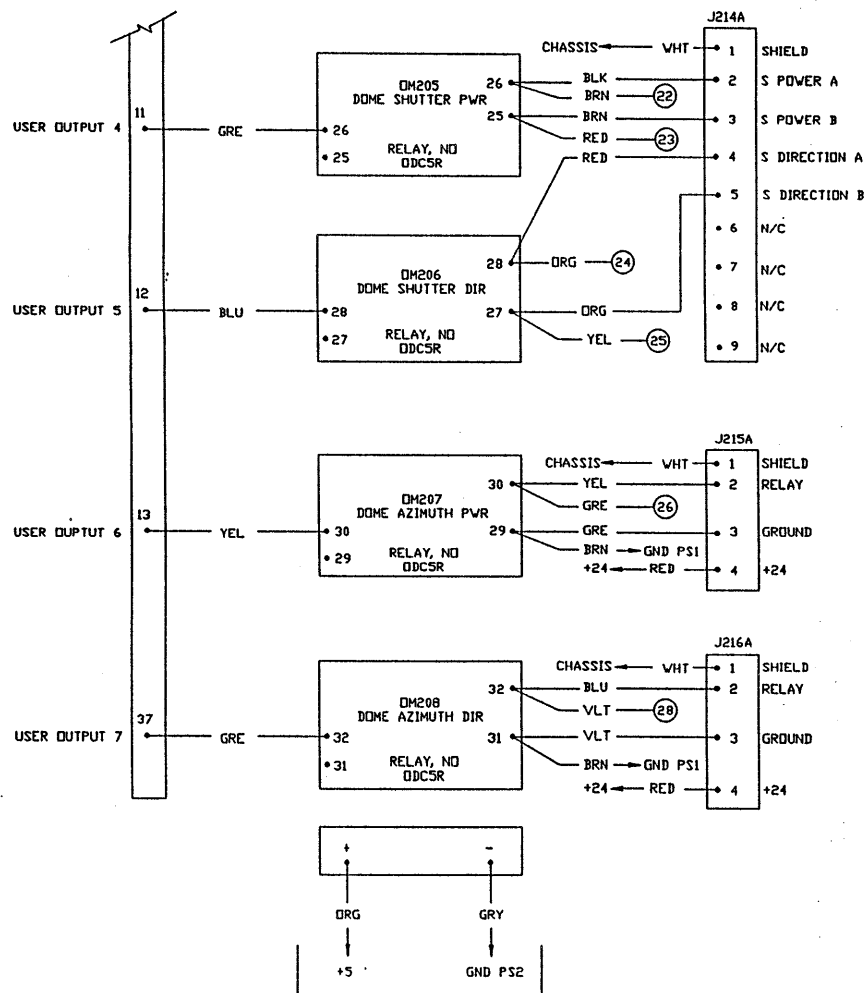 J214A
CHASSIS WHT 1 SHIELD
OM205
DOME SHUTTER PWR
RELAY, NO
ODC5R
26 BLK 2 S POWER A
BRN 22
25 BRN 3 S POWER B
RED 23
RED 4 S DIRECTION A
5 S DIRECTION B
6 N/C
7 N/C
8 N/C
9 N/C
USER OUTPUT 4 11 GRE 26
25
OM206
DOME SHUTTER DIR
RELAY, NO
ODC5R
28 ORG 24
27 ORG
YEL 25
USER OUTPUT 5 12 BLU 28
27
J215A
CHASSIS WHT 1 SHIELD
OM207
DOME AZIMUTH PWR
RELAY, NO
ODC5R
30 YEL 2 RELAY
GRE 26
29 GRE 3 GROUND
BRN GND PS1
+24 RED 4 +24
USER OUPTUT 6 13 YEL 30
29
J216A
CHASSIS WHT 1 SHIELD
OM208
DOME AZIMUTH DIR
RELAY, NO
ODC5R
32 BLU 2 RELAY
VLT 28
31 VLT 3 GROUND
BRN GND PS1
+24 RED 4 +24
USER OUTPUT 7 37 GRE 32
31
+ -
ORG GRY
+5 GND PS2